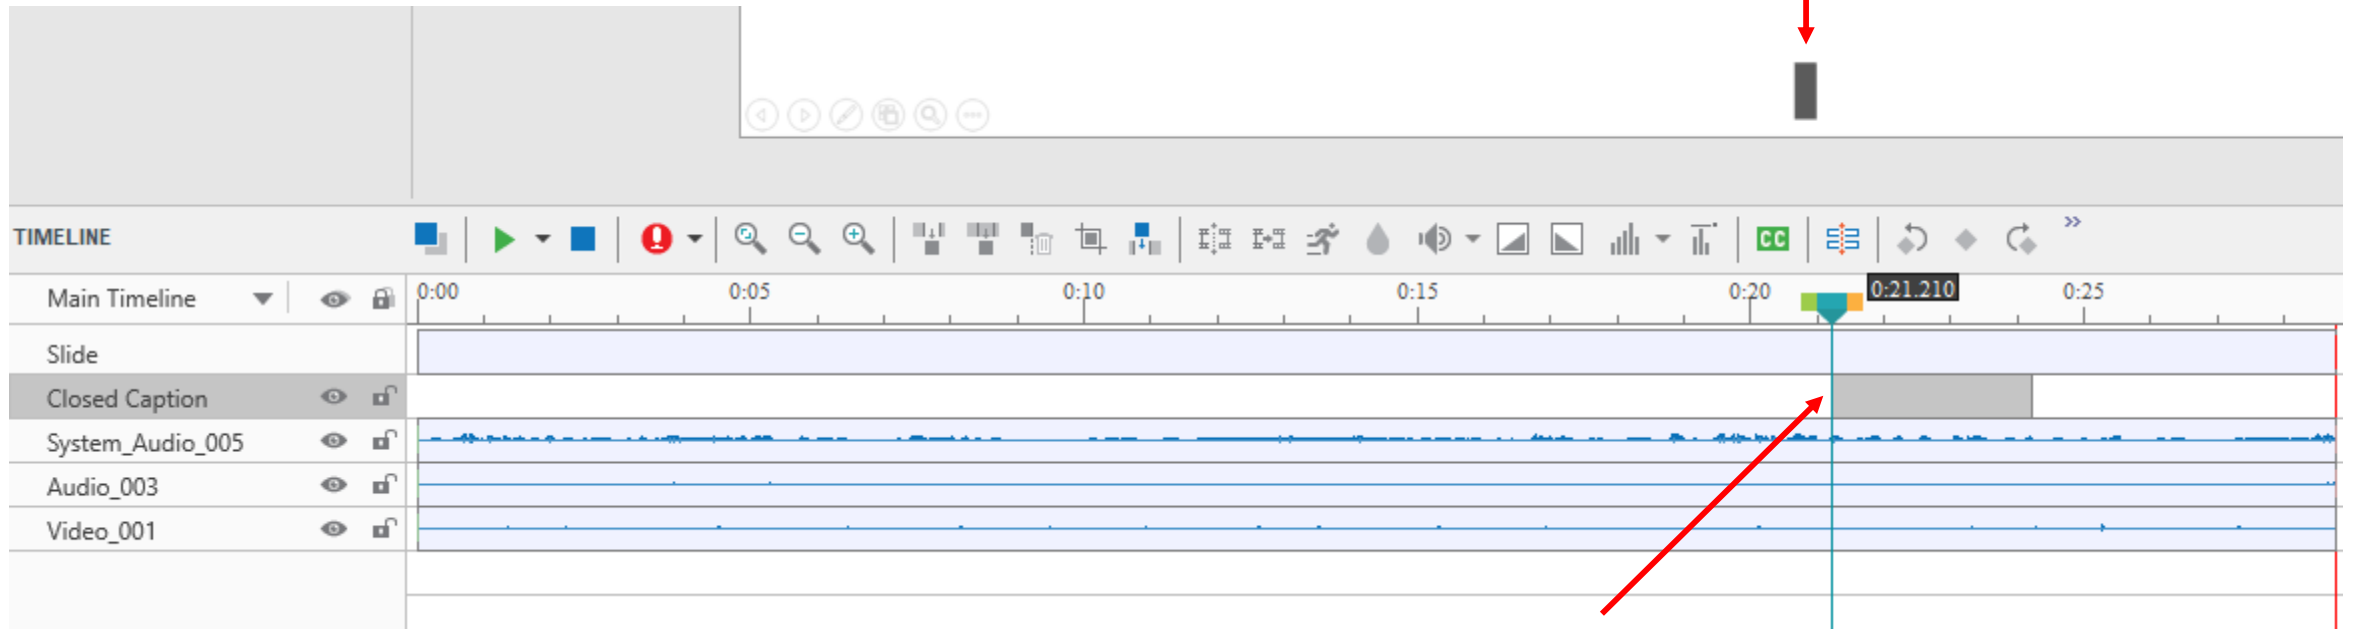 TIMELINE
CC
Main Timeline
0:00 0:05 0:10 0:15 0:20 0:21.210 0:25
Slide
Closed Caption
System_Audio_005
Audio_003
Video_001